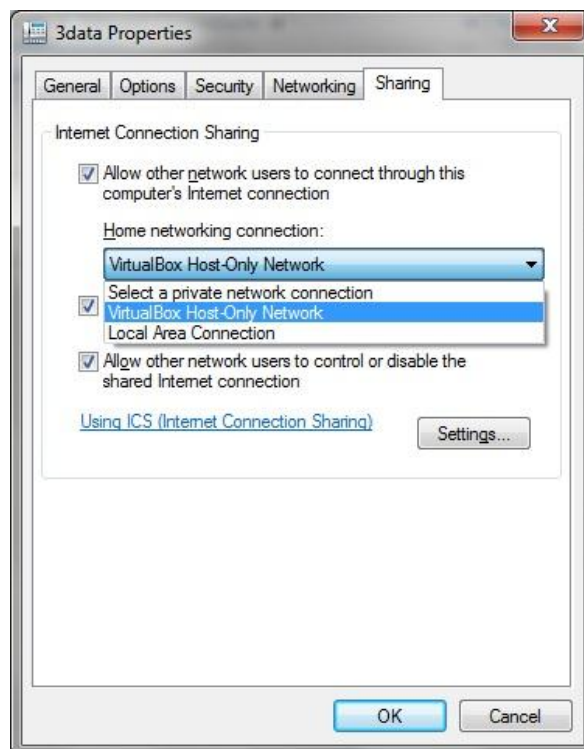 3data Properties
General Options Security Networking Sharing
Internet Connection Sharing
Allow other network users to connect through this
computer's Internet connection
Home networking connection:
VirtualBox Host-Only Network
Select a private network connection
VirtualBox Host-Only Network
Local Area Connection
Allow other network users to control or disable the
shared Internet connection
Using ICS (Internet Connection Sharing)
Settings...
OK Cancel